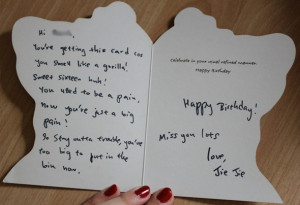 Hi
You're getting this card cos
you smell like a gorilla!
Sweet sixteen huh!
You used to be a pain.
Now you're just a big
pain!
So stay outta trouble, you're
too big to put in the
bin now.
Celebrate in your usual refined manner.
Happy Birthday
Happy Birthday!
Miss you lots
love,
Jie Jie